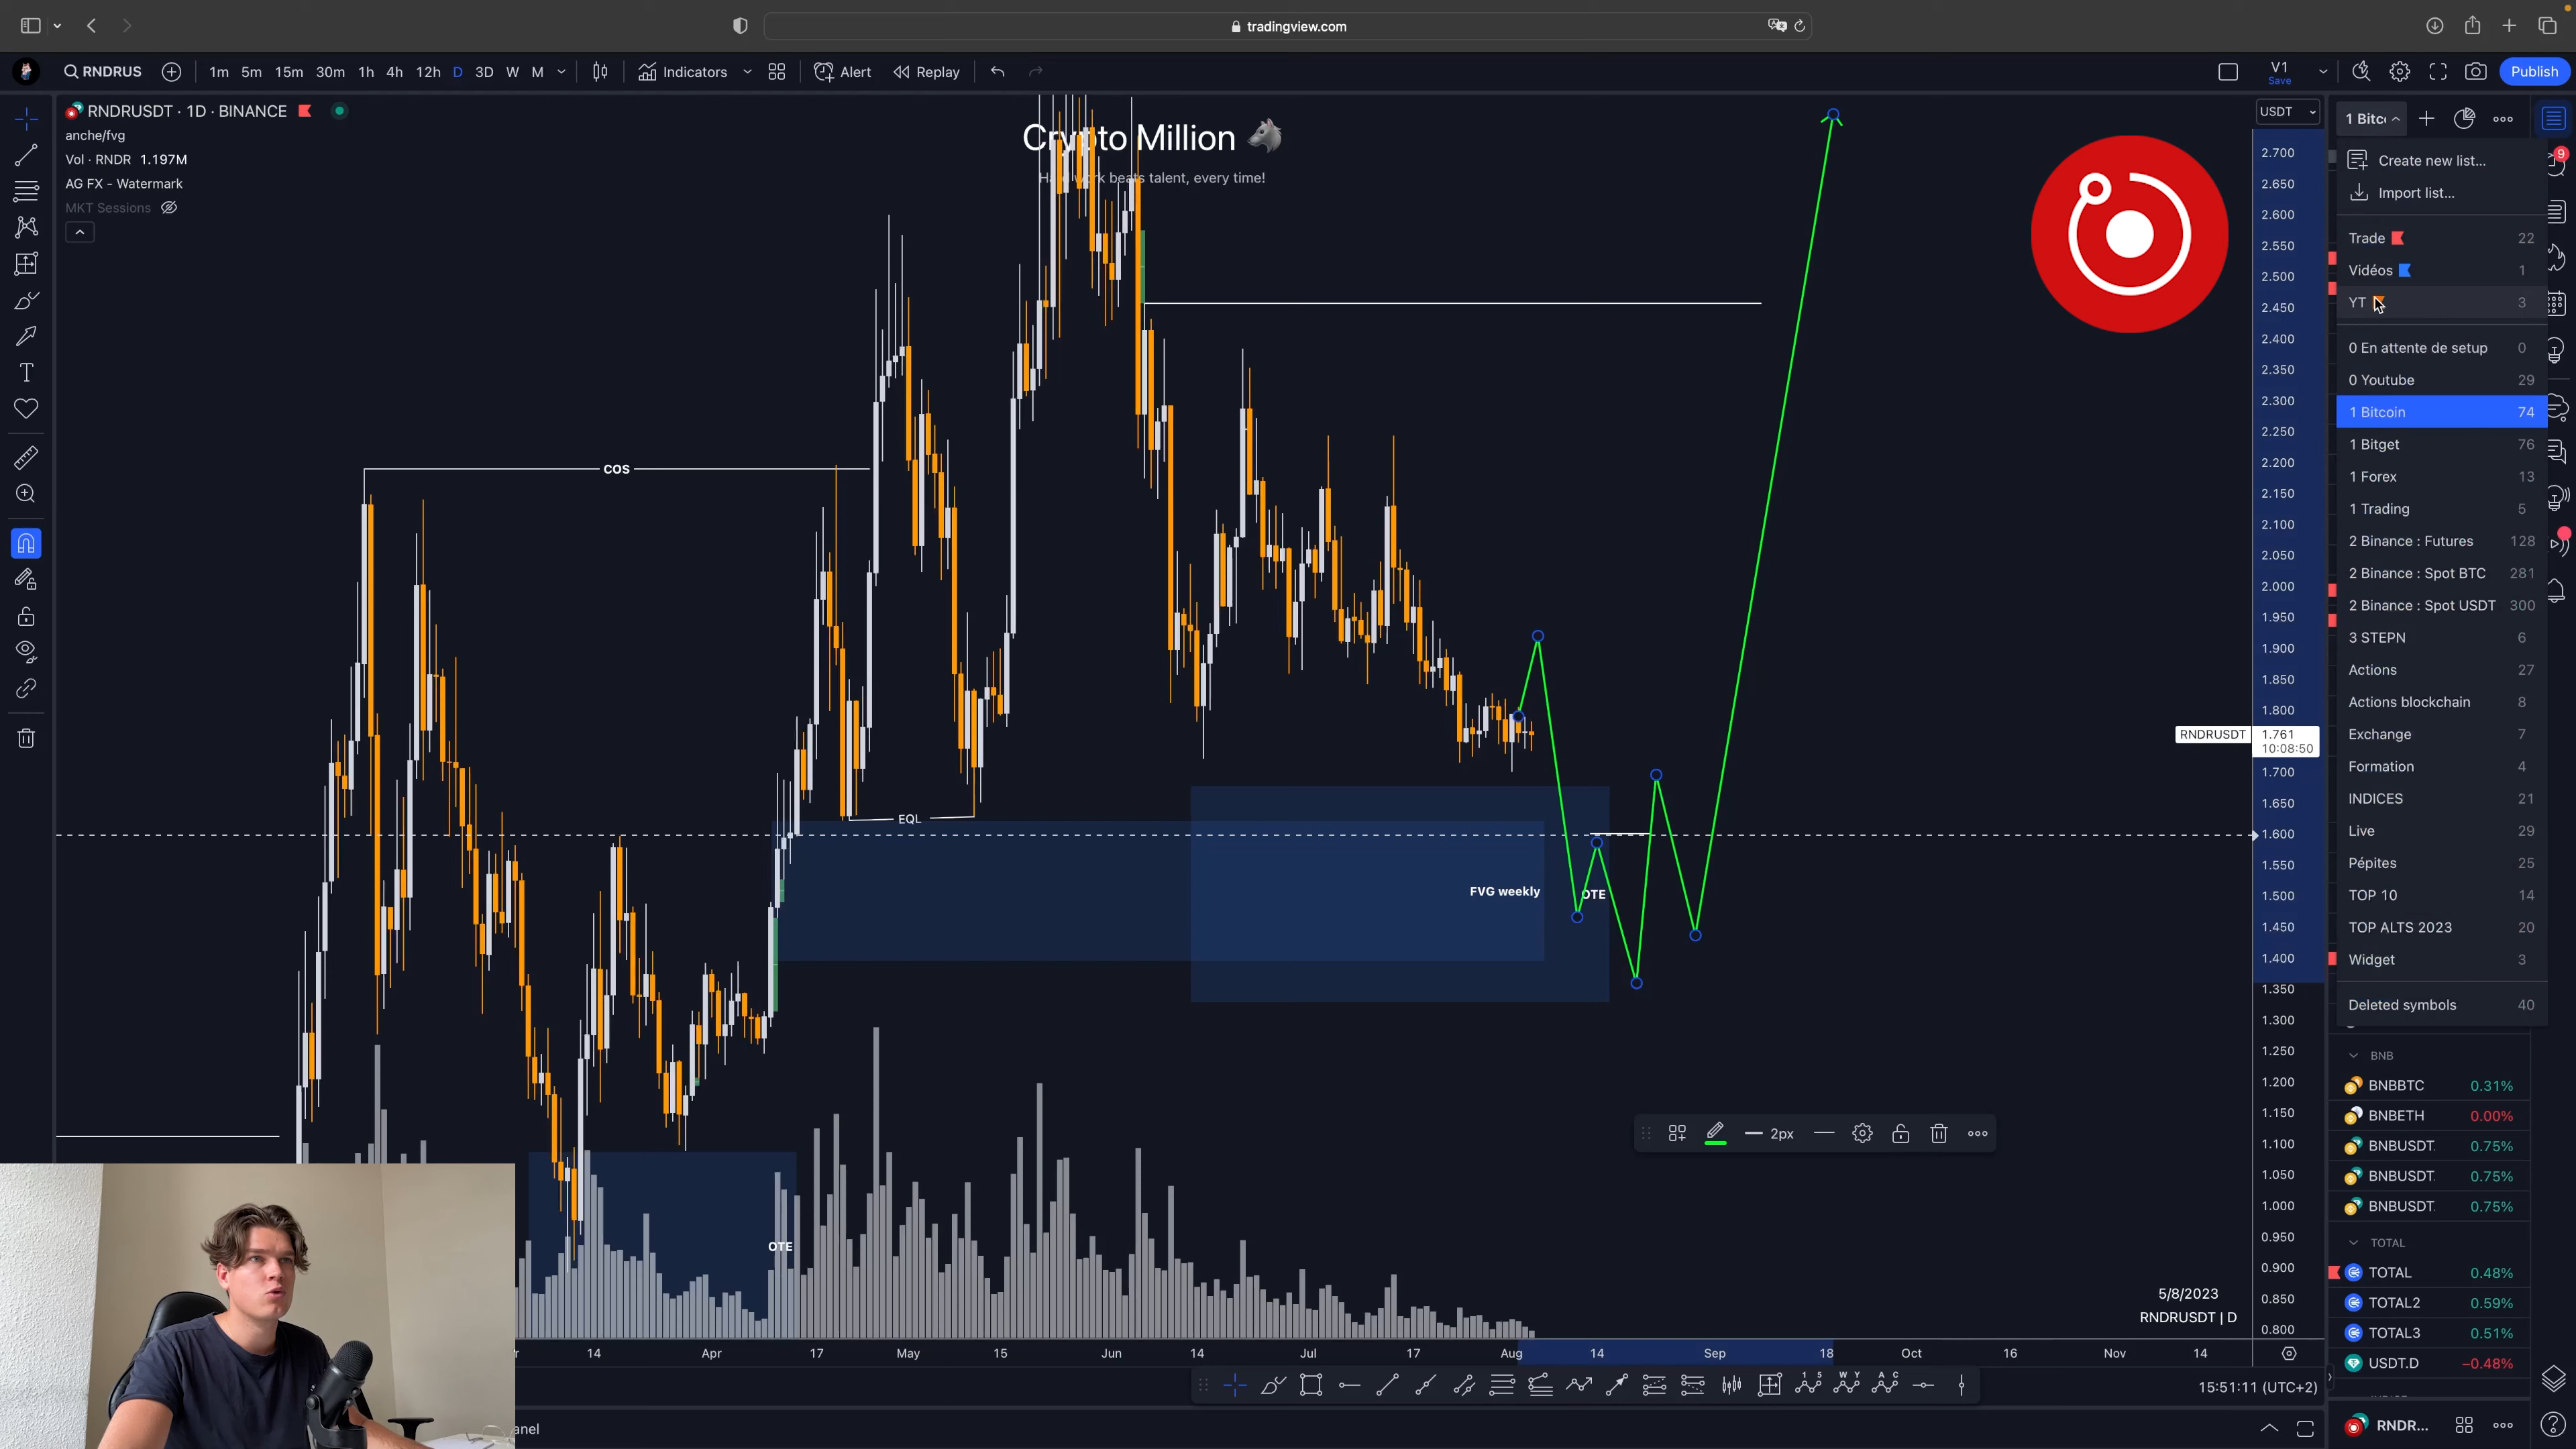 tradingview.com
RNDRUS
1m 5m 15m 30m 1h 4h 12h D 3D W M
Indicators
Alert
Replay
V1
Save
Publish
RNDRUSDT · 1D · BINANCE
anche/fvg
Vol · RNDR 1.197M
AG FX – Watermark
MKT Sessions
Crypto Million
Hard work beats talent, every time!
USDT
2.700
2.650
2.600
2.550
2.500
2.450
2.400
2.350
2.300
2.250
2.200
2.150
2.100
2.050
2.000
1.950
1.900
1.850
1.800
RNDRUSDT 1.761
10:08:50
1.700
1.650
1.600
1.550
1.500
1.450
1.400
1.350
1.300
1.250
1.200
1.150
1.100
1.050
1.000
0.950
0.900
0.850
0.800
COS
EQL
FVG weekly
OTE
OTE
2px
5/8/2023
RNDRUSDT | D
14 Apr 17 May 15 Jun 14 Jul 17 Aug 14 Sep 18 Oct 16 Nov 14
15:51:11 (UTC+2)
anel
1 Bitc
9
Create new list...
Import list...
Trade 22
Vidéos 1
YT 3
0 En attente de setup 0
0 Youtube 29
1 Bitcoin 74
1 Bitget 76
1 Forex 13
1 Trading 5
2 Binance : Futures 128
2 Binance : Spot BTC 281
2 Binance : Spot USDT 300
3 STEPN 6
Actions 27
Actions blockchain 8
Exchange 7
Formation 4
INDICES 21
Live 29
Pépites 25
TOP 10 14
TOP ALTS 2023 20
Widget 3
Deleted symbols 40
BNB
BNBBTC 0.31%
BNBETH 0.00%
BNBUSDT. 0.75%
BNBUSDT. 0.75%
BNBUSDT. 0.75%
TOTAL
TOTAL 0.48%
TOTAL2 0.59%
TOTAL3 0.51%
USDT.D −0.48%
RNDR...